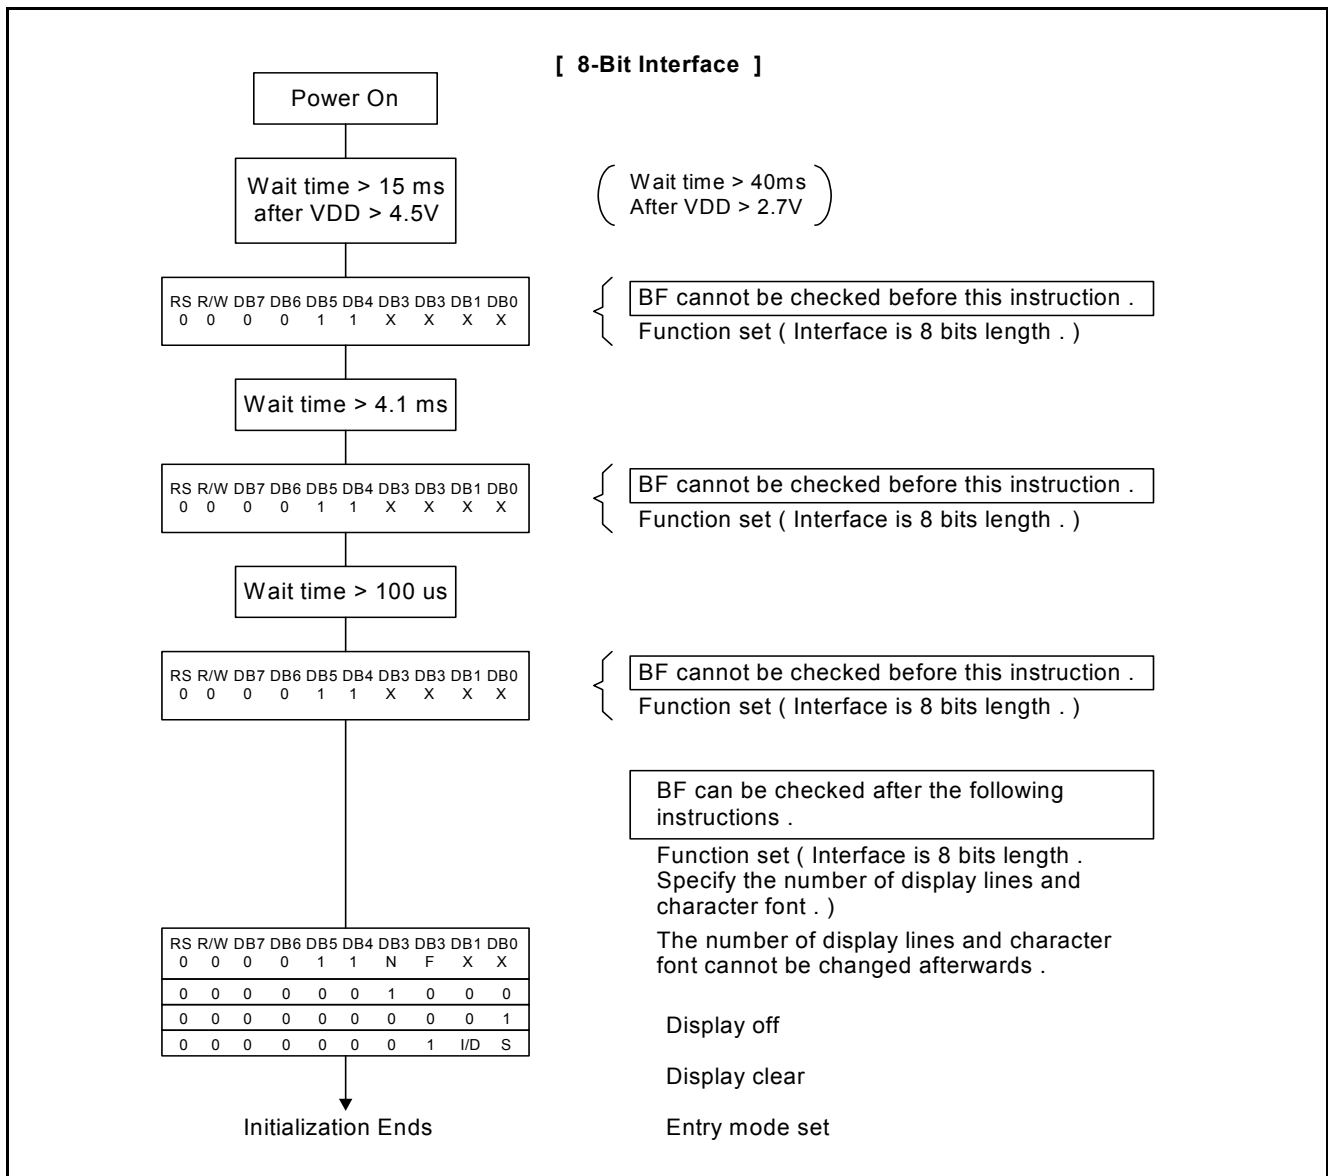 [ 8-Bit Interface ]
Power On
Wait time > 15 ms
after VDD > 4.5V
Wait time > 40ms
After VDD > 2.7V
RS R/W DB7 DB6 DB5 DB4 DB3 DB3 DB1 DB0
0 0 0 0 1 1 X X X X
BF cannot be checked before this instruction .
Function set ( Interface is 8 bits length . )
Wait time > 4.1 ms
RS R/W DB7 DB6 DB5 DB4 DB3 DB3 DB1 DB0
0 0 0 0 1 1 X X X X
BF cannot be checked before this instruction .
Function set ( Interface is 8 bits length . )
Wait time > 100 us
RS R/W DB7 DB6 DB5 DB4 DB3 DB3 DB1 DB0
0 0 0 0 1 1 X X X X
BF cannot be checked before this instruction .
Function set ( Interface is 8 bits length . )
BF can be checked after the following
instructions .
Function set ( Interface is 8 bits length .
Specify the number of display lines and
character font . )
The number of display lines and character
font cannot be changed afterwards .
RS R/W DB7 DB6 DB5 DB4 DB3 DB3 DB1 DB0
0 0 0 0 1 1 N F X X
0 0 0 0 0 0 1 0 0 0
0 0 0 0 0 0 0 0 0 1
0 0 0 0 0 0 0 1 I/D S
Display off
Display clear
Initialization Ends
Entry mode set